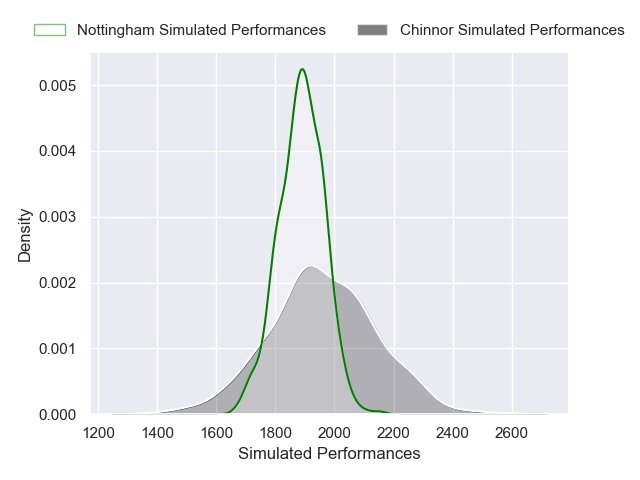 Nottingham Simulated Performances Chinnor Simulated Performances
0.005
0.004
0.003
0.002
0.001
0.000
Density
1200 1400 1600 1800 2000 2200 2400 2600
Simulated Performances